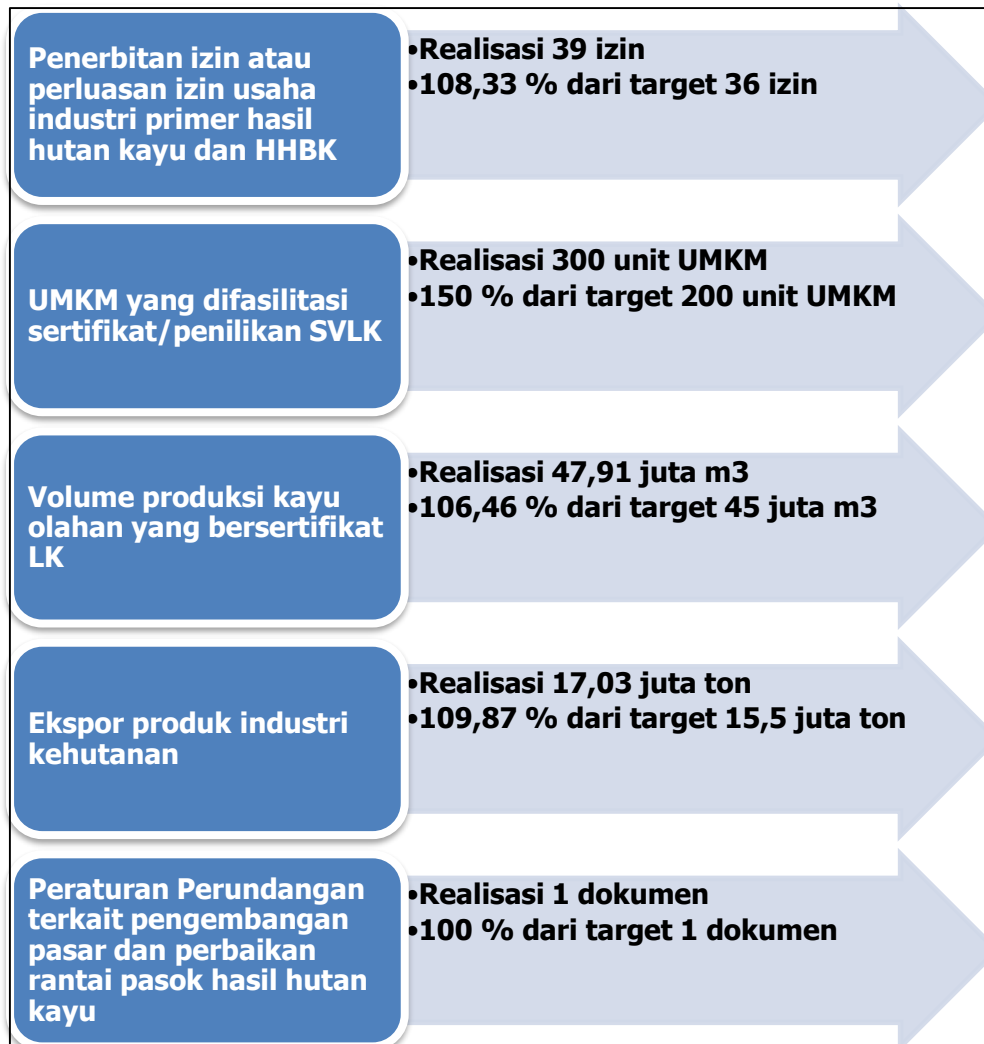 Penerbitan izin atau
perluasan izin usaha
industri primer hasil
hutan kayu dan HHBK
•Realisasi 39 izin
•108,33 % dari target 36 izin
UMKM yang difasilitasi
sertifikat/penilikan SVLK
•Realisasi 300 unit UMKM
•150 % dari target 200 unit UMKM
Volume produksi kayu
olahan yang bersertifikat
LK
•Realisasi 47,91 juta m3
•106,46 % dari target 45 juta m3
Ekspor produk industri
kehutanan
•Realisasi 17,03 juta ton
•109,87 % dari target 15,5 juta ton
Peraturan Perundangan
terkait pengembangan
pasar dan perbaikan
rantai pasok hasil hutan
kayu
•Realisasi 1 dokumen
•100 % dari target 1 dokumen